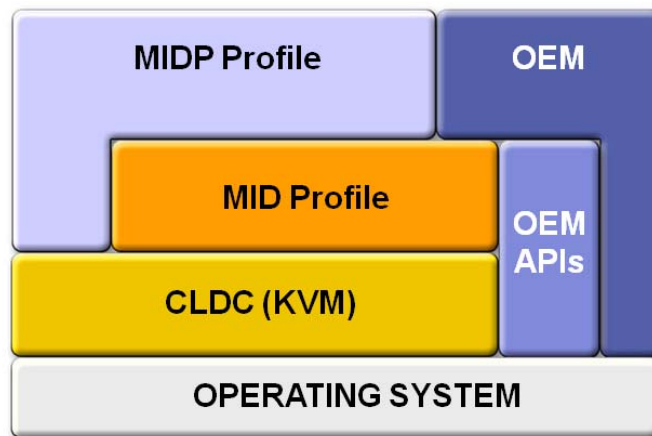 MIDP Profile
OEM
MID Profile
OEM
APIs
CLDC (KVM)
OPERATING SYSTEM